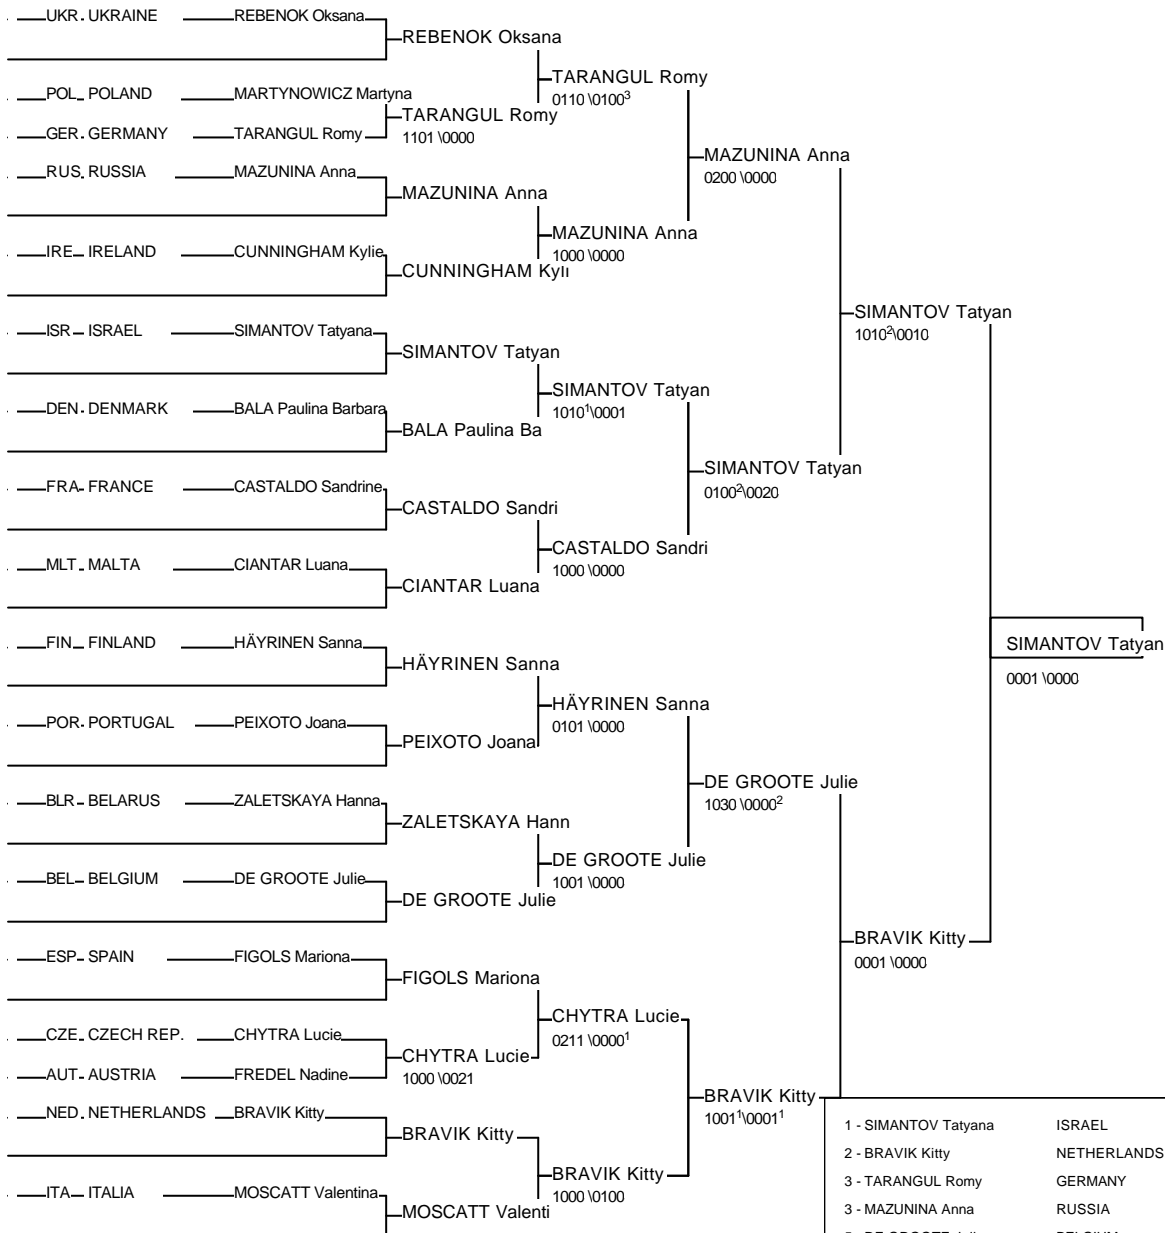 UKR UKRAINE REBENOK Oksana
REBENOK Oksana
TARANGUL Romy
0110 \0100³
POL POLAND MARTYNOWICZ Martyna
TARANGUL Romy
1101 \0000
GER GERMANY TARANGUL Romy
MAZUNINA Anna
0200 \0000
RUS RUSSIA MAZUNINA Anna
MAZUNINA Anna
MAZUNINA Anna
1000 \0000
IRE IRELAND CUNNINGHAM Kylie
CUNNINGHAM Kyli
SIMANTOV Tatyan
1010²\0010
ISR ISRAEL SIMANTOV Tatyana
SIMANTOV Tatyan
SIMANTOV Tatyan
1010¹\0001
DEN DENMARK BALA Paulina Barbara
BALA Paulina Ba
SIMANTOV Tatyan
0100²\0020
FRA FRANCE CASTALDO Sandrine
CASTALDO Sandri
CASTALDO Sandri
1000 \0000
MLT MALTA CIANTAR Luana
CIANTAR Luana
SIMANTOV Tatyan
0001 \0000
FIN FINLAND HÄYRINEN Sanna
HÄYRINEN Sanna
HÄYRINEN Sanna
0101 \0000
POR PORTUGAL PEIXOTO Joana
PEIXOTO Joana
DE GROOTE Julie
1030 \0000²
BLR BELARUS ZALETSKAYA Hanna
ZALETSKAYA Hann
DE GROOTE Julie
1001 \0000
BEL BELGIUM DE GROOTE Julie
DE GROOTE Julie
BRAVIK Kitty
0001 \0000
ESP SPAIN FIGOLS Mariona
FIGOLS Mariona
CHYTRA Lucie
0211 \0000¹
CZE CZECH REP. CHYTRA Lucie
CHYTRA Lucie
1000 \0021
AUT AUSTRIA FREDEL Nadine
BRAVIK Kitty
1001¹\0001¹
NED NETHERLANDS BRAVIK Kitty
BRAVIK Kitty
BRAVIK Kitty
1000 \0100
ITA ITALIA MOSCATT Valentina
MOSCATT Valenti
1 - SIMANTOV Tatyana ISRAEL
2 - BRAVIK Kitty NETHERLANDS
3 - TARANGUL Romy GERMANY
3 - MAZUNINA Anna RUSSIA